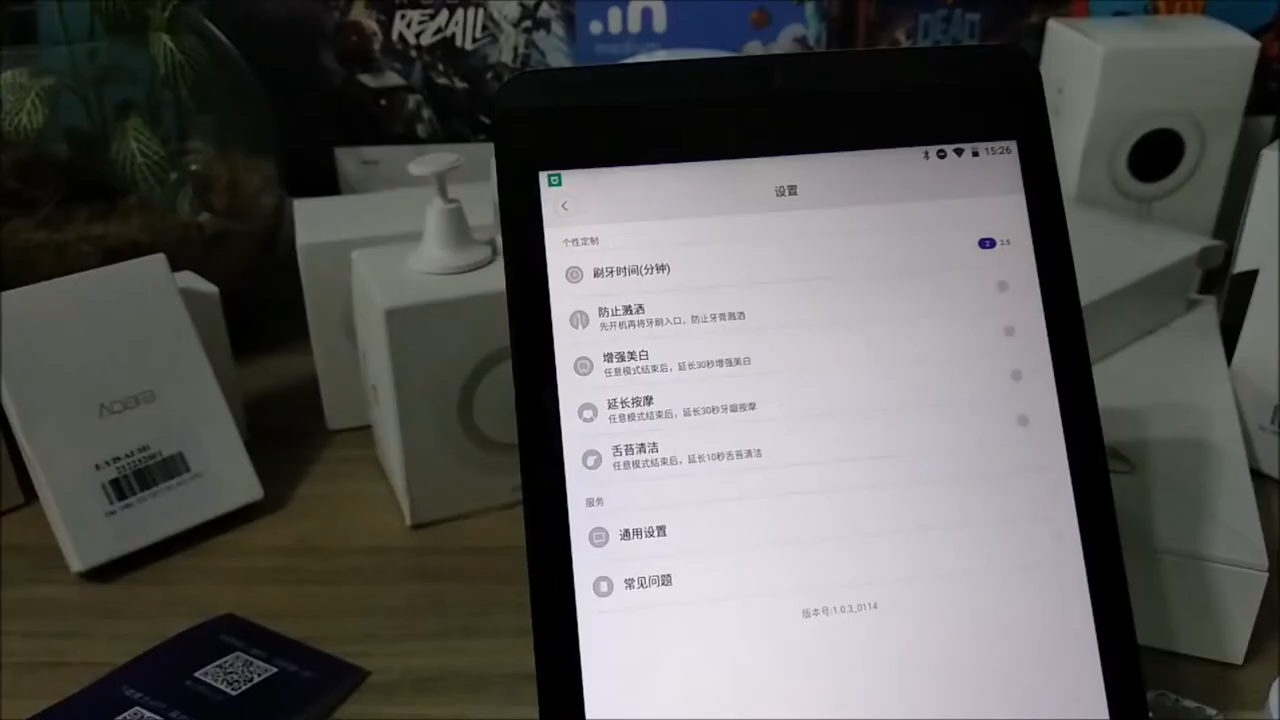 RECALL
DEAD
15:26
设置
个性定制
刷牙时间(分钟)
2 2.5
防止溅洒
先开机再将牙刷入口，防止牙膏溅洒
增强美白
任意模式结束后，延长30秒增强美白
延长按摩
任意模式结束后，延长30秒牙龈按摩
舌苔清洁
任意模式结束后，延长10秒舌苔清洁
服务
通用设置
常见问题
版本号:1.0.3_0114
Aqara